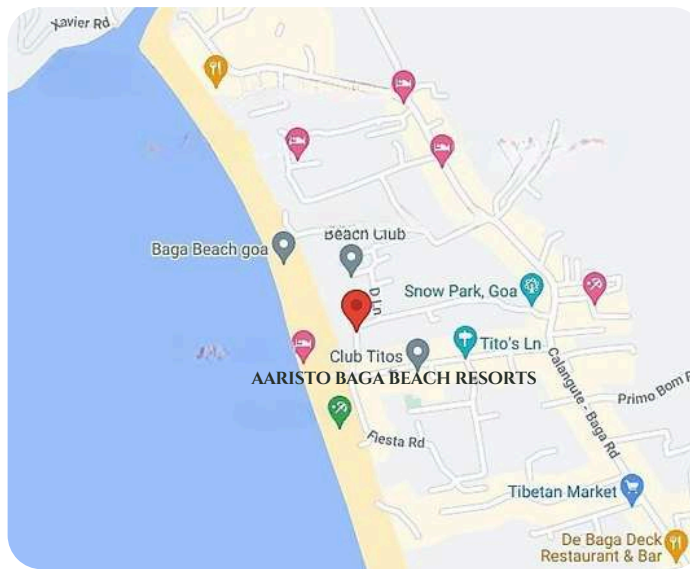 Xavier Rd
Baga Beach goa
Beach Club
D Ln
Snow Park, Goa
Club Titos
Tito's Ln
AARISTO BAGA BEACH RESORTS
Calangute - Baga Rd
Primo Bom R
Fiesta Rd
Tibetan Market
De Baga Deck
Restaurant & Bar